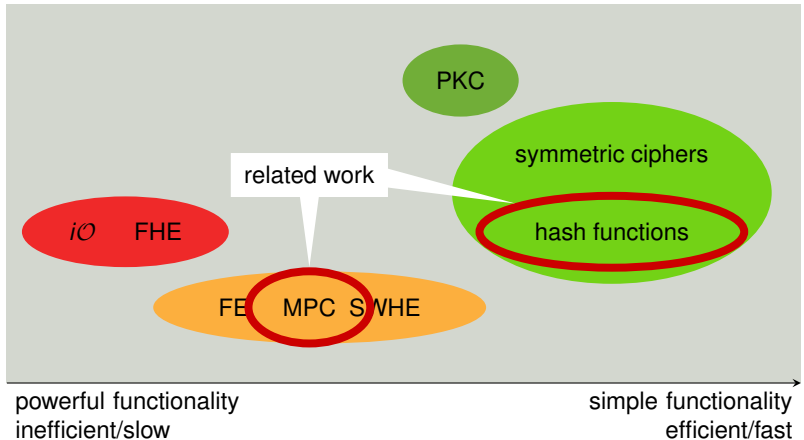 PKC
symmetric ciphers
related work
iO FHE
hash functions
FE MPC SWHE
powerful functionality
inefficient/slow
simple functionality
efficient/fast